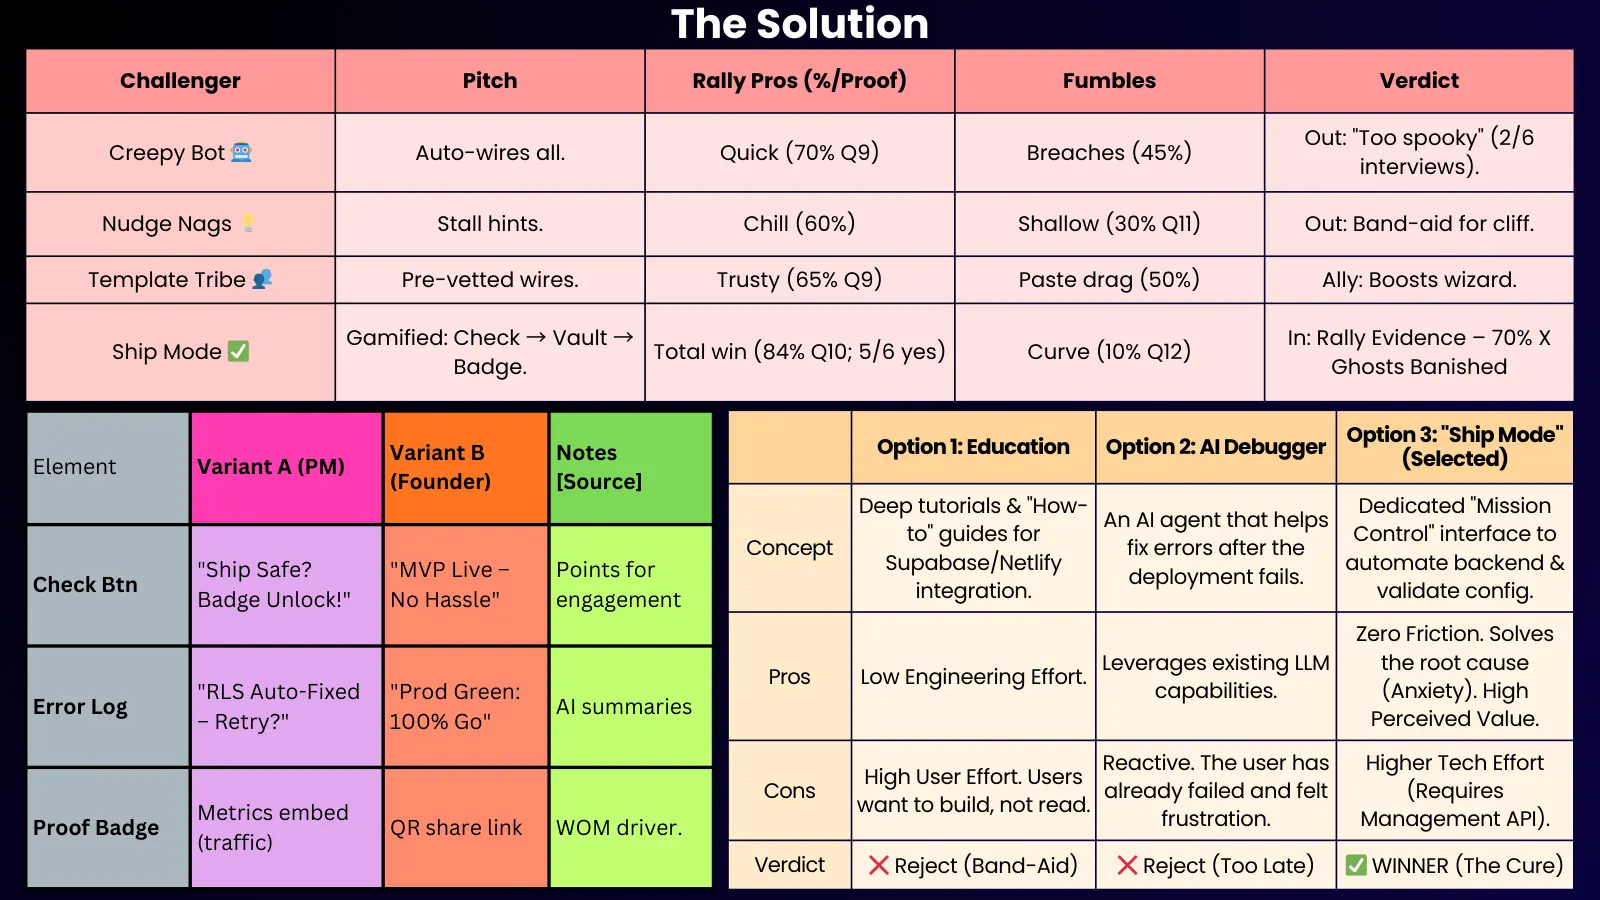 The Solution
Challenger
Pitch
Rally Pros (%/Proof)
Fumbles
Verdict
Creepy Bot 🤖
Auto-wires all.
Quick (70% Q9)
Breaches (45%)
Out: "Too spooky" (2/6
interviews).
Nudge Nags 💡
Stall hints.
Chill (60%)
Shallow (30% Q11)
Out: Band-aid for cliff.
Template Tribe 👥
Pre-vetted wires.
Trusty (65% Q9)
Paste drag (50%)
Ally: Boosts wizard.
Ship Mode ✅
Gamified: Check → Vault →
Badge.
Total win (84% Q10; 5/6 yes)
Curve (10% Q12)
In: Rally Evidence – 70% X
Ghosts Banished
Element
Variant A (PM)
Variant B
(Founder)
Notes
[Source]
Check Btn
"Ship Safe?
Badge Unlock!"
"MVP Live –
No Hassle"
Points for
engagement
Error Log
"RLS Auto-Fixed
– Retry?"
"Prod Green:
100% Go"
AI summaries
Proof Badge
Metrics embed
(traffic)
QR share link
WOM driver.
Option 1: Education
Option 2: AI Debugger
Option 3: "Ship Mode"
(Selected)
Concept
Deep tutorials & "How-
to" guides for
Supabase/Netlify
integration.
An AI agent that helps
fix errors after the
deployment fails.
Dedicated "Mission
Control" interface to
automate backend &
validate config.
Pros
Low Engineering Effort.
Leverages existing LLM
capabilities.
Zero Friction. Solves
the root cause
(Anxiety). High
Perceived Value.
Cons
High User Effort. Users
want to build, not read.
Reactive. The user has
already failed and felt
frustration.
Higher Tech Effort
(Requires
Management API).
Verdict
❌ Reject (Band-Aid)
❌ Reject (Too Late)
✅ WINNER (The Cure)